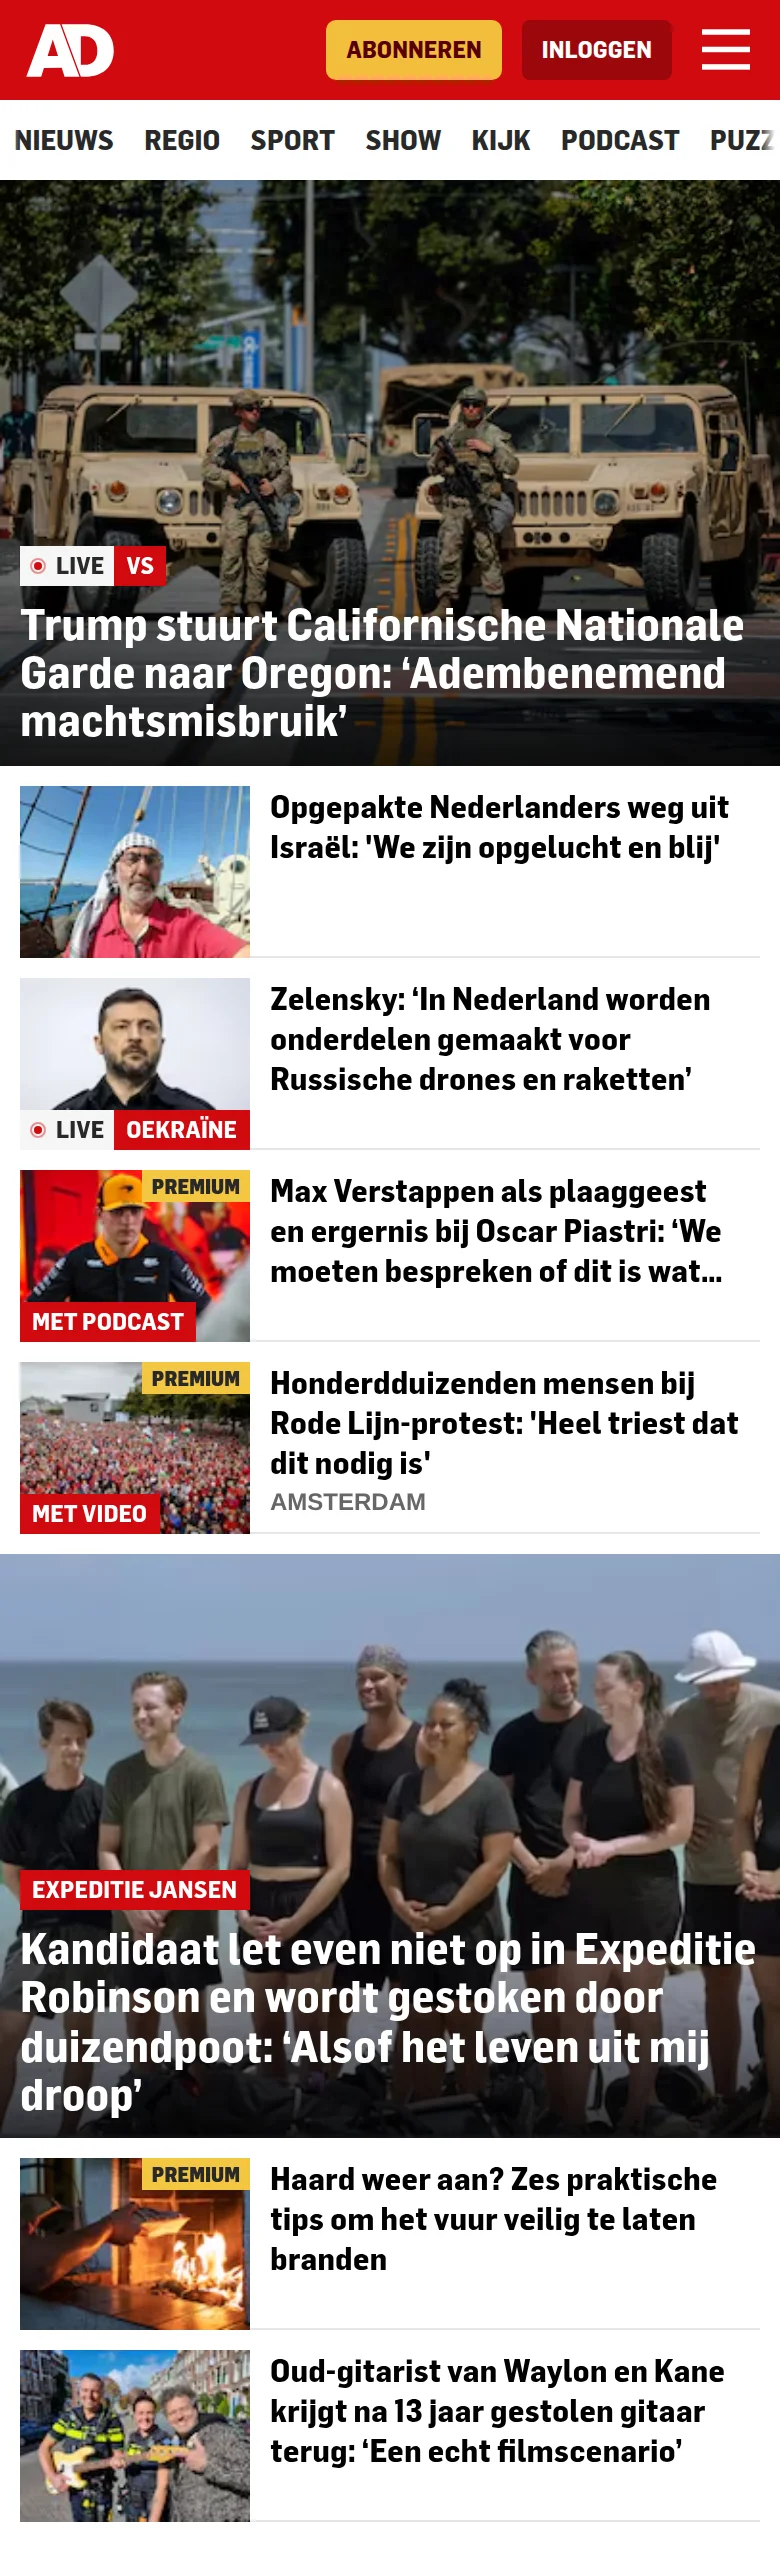 AD
ABONNEREN
INLOGGEN
NIEUWS REGIO SPORT SHOW KIJK PODCAST
LIVE VS
Trump stuurt Californische Nationale
Garde naar Oregon: ‘Adembenemend
machtsmisbruik’
Opgepakte Nederlanders weg uit
Israël: 'We zijn opgelucht en blij'
LIVE OEKRAÏNE
Zelensky: ‘In Nederland worden
onderdelen gemaakt voor
Russische drones en raketten’
PREMIUM
MET PODCAST
Max Verstappen als plaaggeest
en ergernis bij Oscar Piastri: ‘We
moeten bespreken of dit is wat...
PREMIUM
MET VIDEO
Honderdduizenden mensen bij
Rode Lijn-protest: 'Heel triest dat
dit nodig is'
AMSTERDAM
EXPEDITIE JANSEN
Kandidaat let even niet op in Expeditie
Robinson en wordt gestoken door
duizendpoot: ‘Alsof het leven uit mij
droop’
PREMIUM
Haard weer aan? Zes praktische
tips om het vuur veilig te laten
branden
Oud-gitarist van Waylon en Kane
krijgt na 13 jaar gestolen gitaar
terug: ‘Een echt filmscenario’